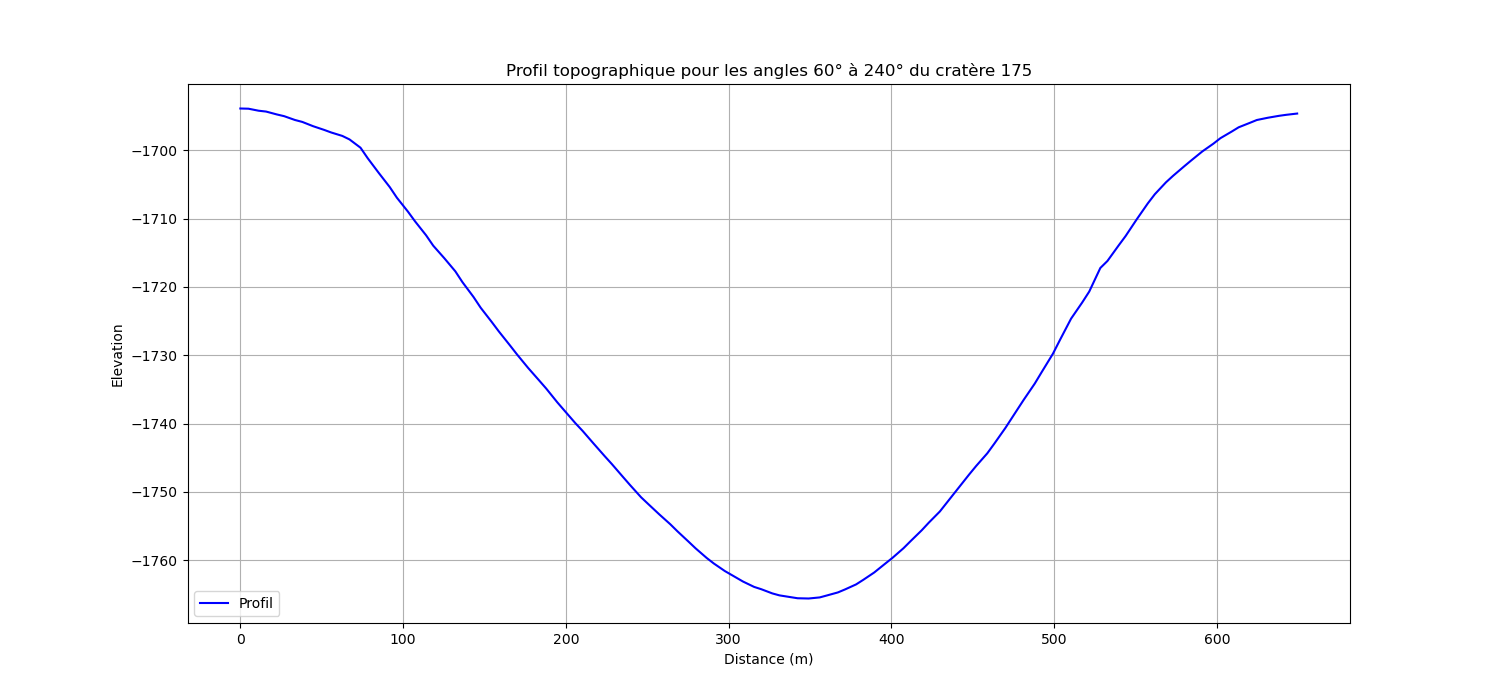 Profil topographique pour les angles 60° à 240° du cratère 175
Elevation
−1700
−1710
−1720
−1730
−1740
−1750
−1760
Profil
0 100 200 300 400 500 600
Distance (m)